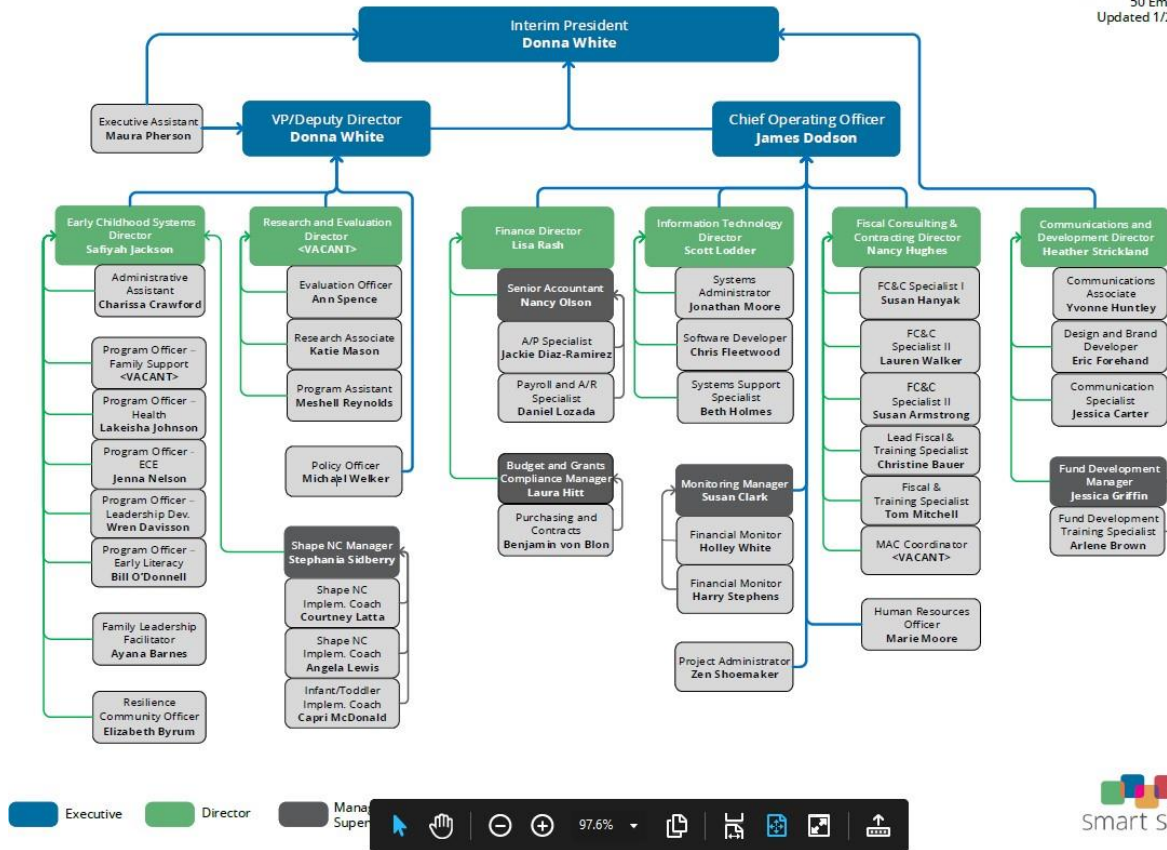 50 Em
Updated 1/
Interim President
Donna White
Executive Assistant
Maura Pherson
VP/Deputy Director
Donna White
Chief Operating Officer
James Dodson
Early Childhood Systems
Director
Safiyah Jackson
Administrative
Assistant
Charissa Crawford
Program Officer –
Family Support
<VACANT>
Program Officer –
Health
Lakeisha Johnson
Program Officer -
ECE
Jenna Nelson
Program Officer –
Leadership Dev.
Wren Davisson
Program Officer –
Early Literacy
Bill O'Donnell
Family Leadership
Facilitator
Ayana Barnes
Resilience
Community Officer
Elizabeth Byrum
Research and Evaluation
Director
<VACANT>
Evaluation Officer
Ann Spence
Research Associate
Katie Mason
Program Assistant
Meshell Reynolds
Policy Officer
Michael Welker
Shape NC Manager
Stephania Sidberry
Shape NC
Implem. Coach
Courtney Latta
Shape NC
Implem. Coach
Angela Lewis
Infant/Toddler
Implem. Coach
Capri McDonald
Finance Director
Lisa Rash
Senior Accountant
Nancy Olson
A/P Specialist
Jackie Diaz-Ramirez
Payroll and A/R
Specialist
Daniel Lozada
Budget and Grants
Compliance Manager
Laura Hitt
Purchasing and
Contracts
Benjamin von Blon
Information Technology
Director
Scott Lodder
Systems
Administrator
Jonathan Moore
Software Developer
Chris Fleetwood
Systems Support
Specialist
Beth Holmes
Monitoring Manager
Susan Clark
Financial Monitor
Holley White
Financial Monitor
Harry Stephens
Project Administrator
Zen Shoemaker
Fiscal Consulting &
Contracting Director
Nancy Hughes
FC&C Specialist I
Susan Hanyak
FC&C
Specialist II
Lauren Walker
FC&C
Specialist II
Susan Armstrong
Lead Fiscal &
Training Specialist
Christine Bauer
Fiscal &
Training Specialist
Tom Mitchell
MAC Coordinator
<VACANT>
Human Resources
Officer
Marie Moore
Communications and
Development Director
Heather Strickland
Communications
Associate
Yvonne Huntley
Design and Brand
Developer
Eric Forehand
Communication
Specialist
Jessica Carter
Fund Development
Manager
Jessica Griffin
Fund Development
Training Specialist
Arlene Brown
Executive
Director
Mana
Super
97.6%
smart s